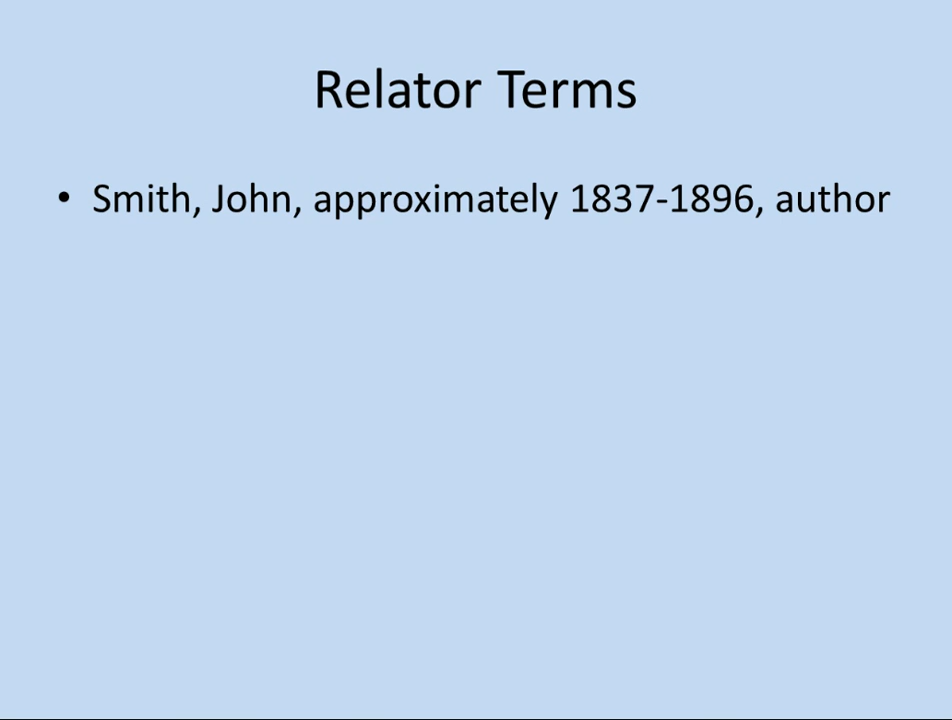 Relator Terms
• Smith, John, approximately 1837-1896, author